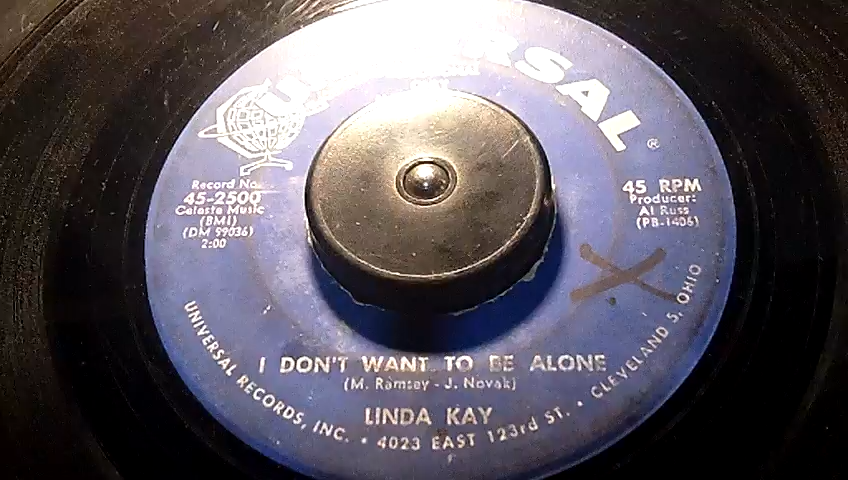 UNIVERSAL ®
Record No.
45-2500
Celeste Music
(BMI)
(DM 99036)
2:00
45 RPM
Producer:
Al Russ
(PB-1406)
I DON'T WANT TO BE ALONE
(M. Ramsey - J. Novak)
LINDA KAY
UNIVERSAL RECORDS, INC. • 4023 EAST 123rd ST. • CLEVELAND 5, OHIO